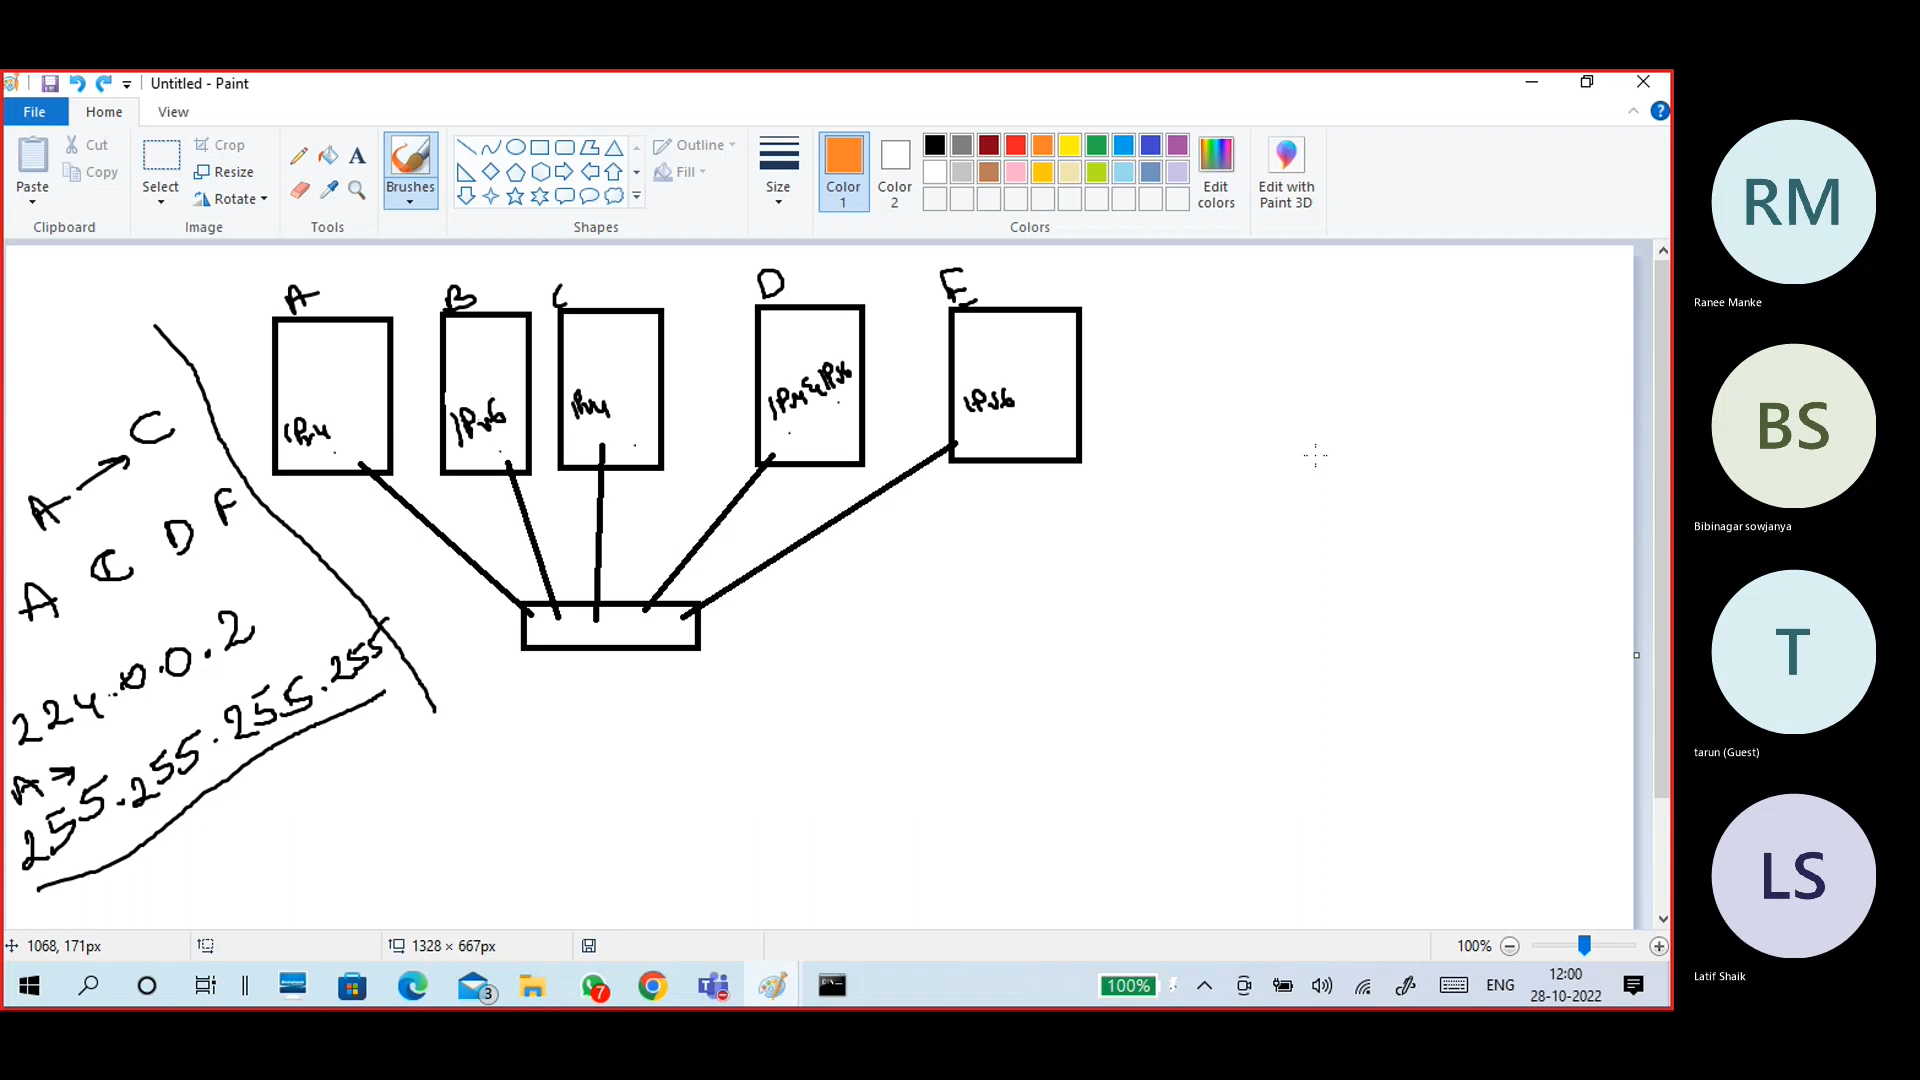 Untitled - Paint
File
Home
View
Paste
Cut
Copy
Clipboard
Select
Crop
Resize
Rotate
Image
Tools
Brushes
Shapes
Outline
Fill
Size
Color
1
Color
2
Edit
colors
Edit with
Paint 3D
Colors
A
B
C
D
E
IPv4
IPv6
IPv4
IPv4 & IPv6
IPv6
A → C
A C D F
224.0.0.2
A →
255.255.255.255
1068, 171px
1328 × 667px
100%
3
7
100%
ENG
12:00
28-10-2022
RM
Ranee Manke
BS
Bibinagar sowjanya
T
tarun (Guest)
LS
Latif Shaik